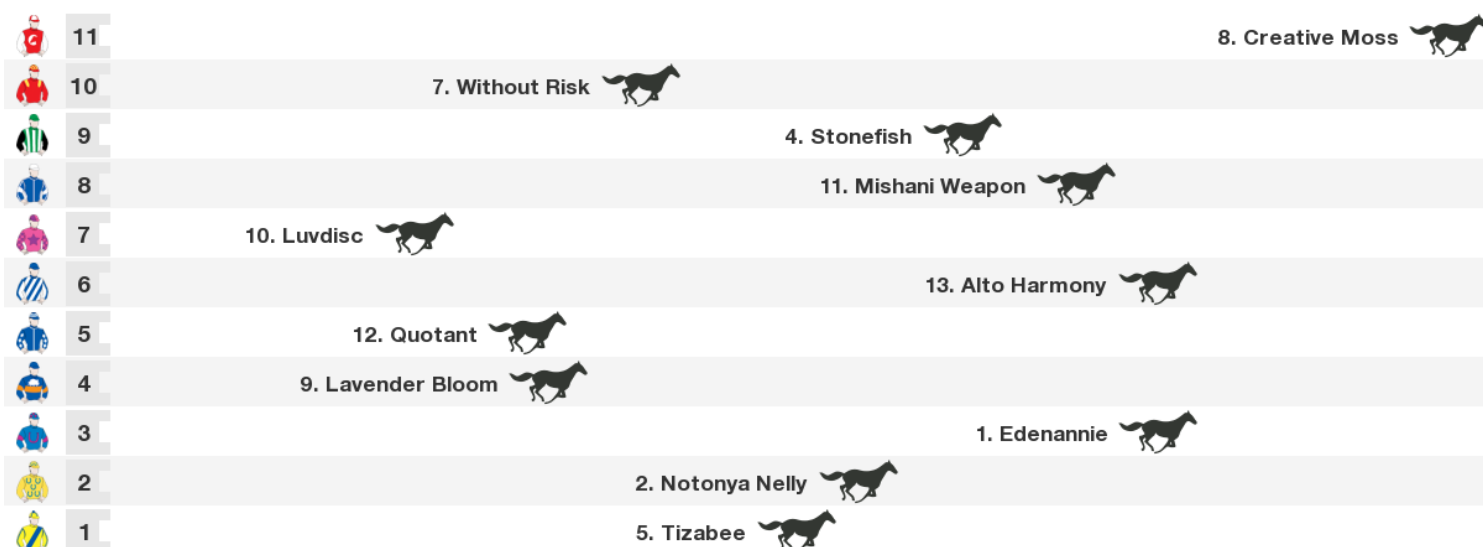 11 8. Creative Moss
10 7. Without Risk
9 4. Stonefish
8 11. Mishani Weapon
7 10. Luvdisc
6 13. Alto Harmony
5 12. Quotant
4 9. Lavender Bloom
3 1. Edenannie
2 2. Notonya Nelly
1 5. Tizabee